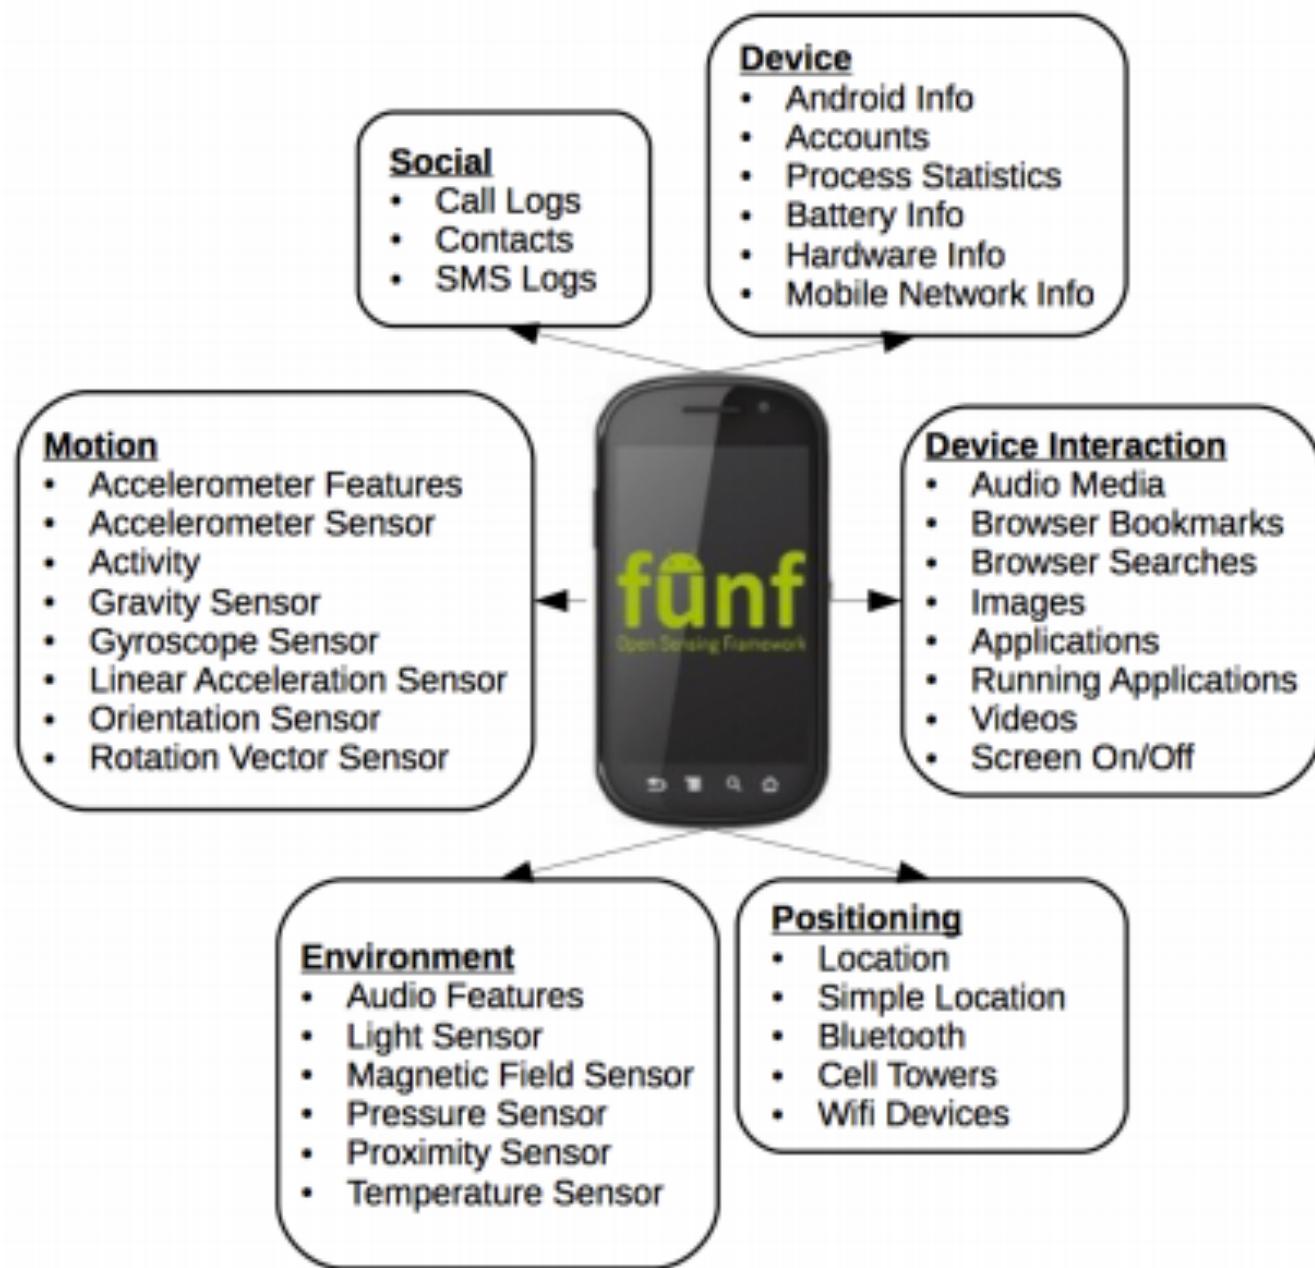 Device
• Android Info
• Accounts
• Process Statistics
• Battery Info
• Hardware Info
• Mobile Network Info
Social
• Call Logs
• Contacts
• SMS Logs
Motion
• Accelerometer Features
• Accelerometer Sensor
• Activity
• Gravity Sensor
• Gyroscope Sensor
• Linear Acceleration Sensor
• Orientation Sensor
• Rotation Vector Sensor
funf
Open Sensing Framework
Device Interaction
• Audio Media
• Browser Bookmarks
• Browser Searches
• Images
• Applications
• Running Applications
• Videos
• Screen On/Off
Environment
• Audio Features
• Light Sensor
• Magnetic Field Sensor
• Pressure Sensor
• Proximity Sensor
• Temperature Sensor
Positioning
• Location
• Simple Location
• Bluetooth
• Cell Towers
• Wifi Devices